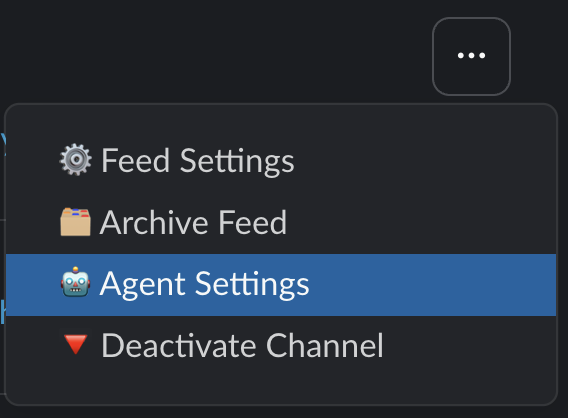 ...
⚙️ Feed Settings
🗂️ Archive Feed
🤖 Agent Settings
🔻 Deactivate Channel